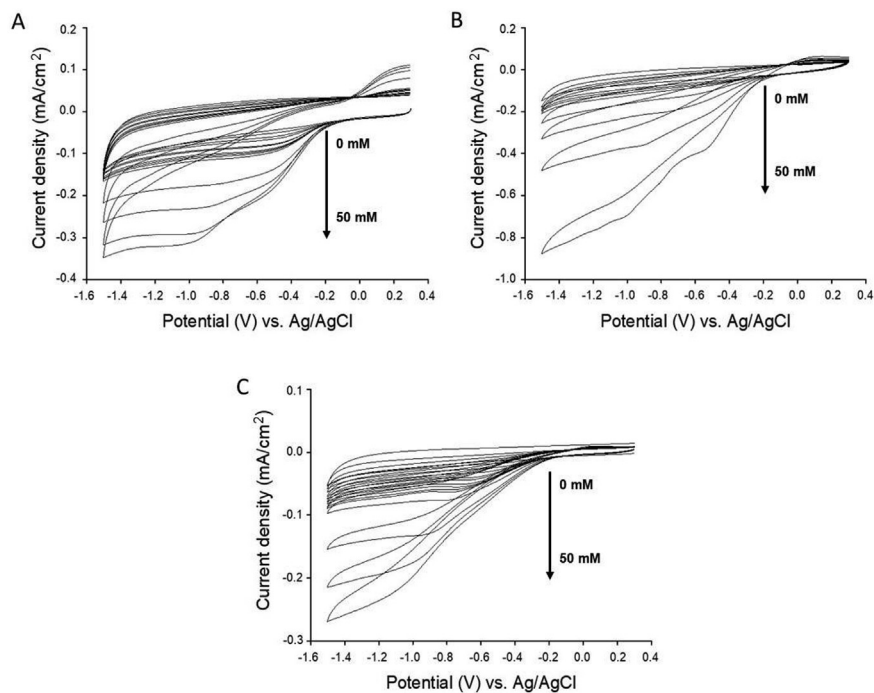 A
0.2
0.1
0.0
-0.1
-0.2
-0.3
-0.4
Current density (mA/cm²)
0 mM
50 mM
-1.6 -1.4 -1.2 -1.0 -0.8 -0.6 -0.4 -0.2 0.0 0.2 0.4
Potential (V) vs. Ag/AgCl
B
0.2
0.0
-0.2
-0.4
-0.6
-0.8
-1.0
Current density (mA/cm²)
0 mM
50 mM
-1.6 -1.4 -1.2 -1.0 -0.8 -0.6 -0.4 -0.2 0.0 0.2 0.4
Potential (V) vs. Ag/AgCl
C
0.1
0.0
-0.1
-0.2
-0.3
Current density (mA/cm²)
0 mM
50 mM
-1.6 -1.4 -1.2 -1.0 -0.8 -0.6 -0.4 -0.2 0.0 0.2 0.4
Potential (V) vs. Ag/AgCl